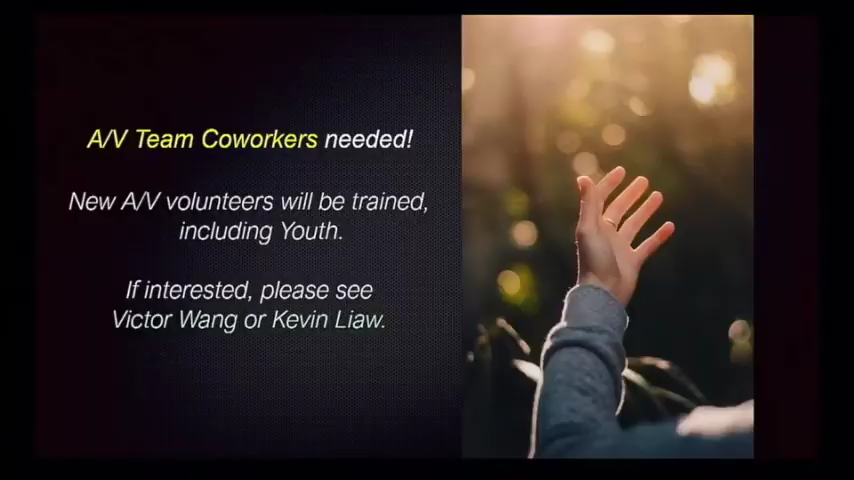 A/V Team Coworkers needed!
New A/V volunteers will be trained,
including Youth.
If interested, please see
Victor Wang or Kevin Liaw.